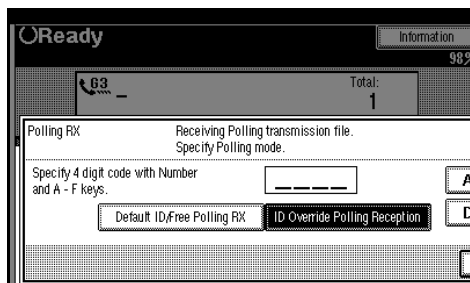 Ready
Information
98%
G3
Total:
1
Polling RX
Receiving Polling transmission file.
Specify Polling mode.
Specify 4 digit code with Number
and A - F keys.
_ _ _ _
A
D
Default ID/Free Polling RX
ID Override Polling Reception